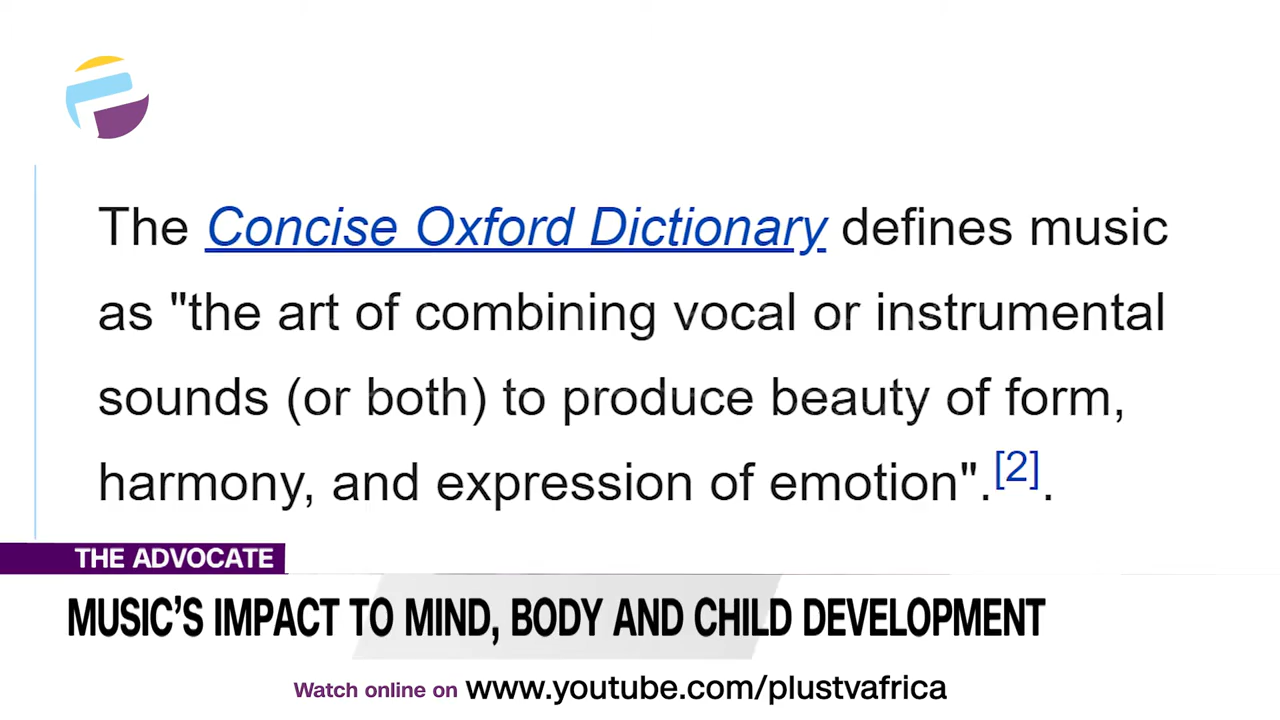 The Concise Oxford Dictionary defines music
as "the art of combining vocal or instrumental
sounds (or both) to produce beauty of form,
harmony, and expression of emotion".[2].
THE ADVOCATE
MUSIC'S IMPACT TO MIND, BODY AND CHILD DEVELOPMENT
Watch online on www.youtube.com/plustvafrica